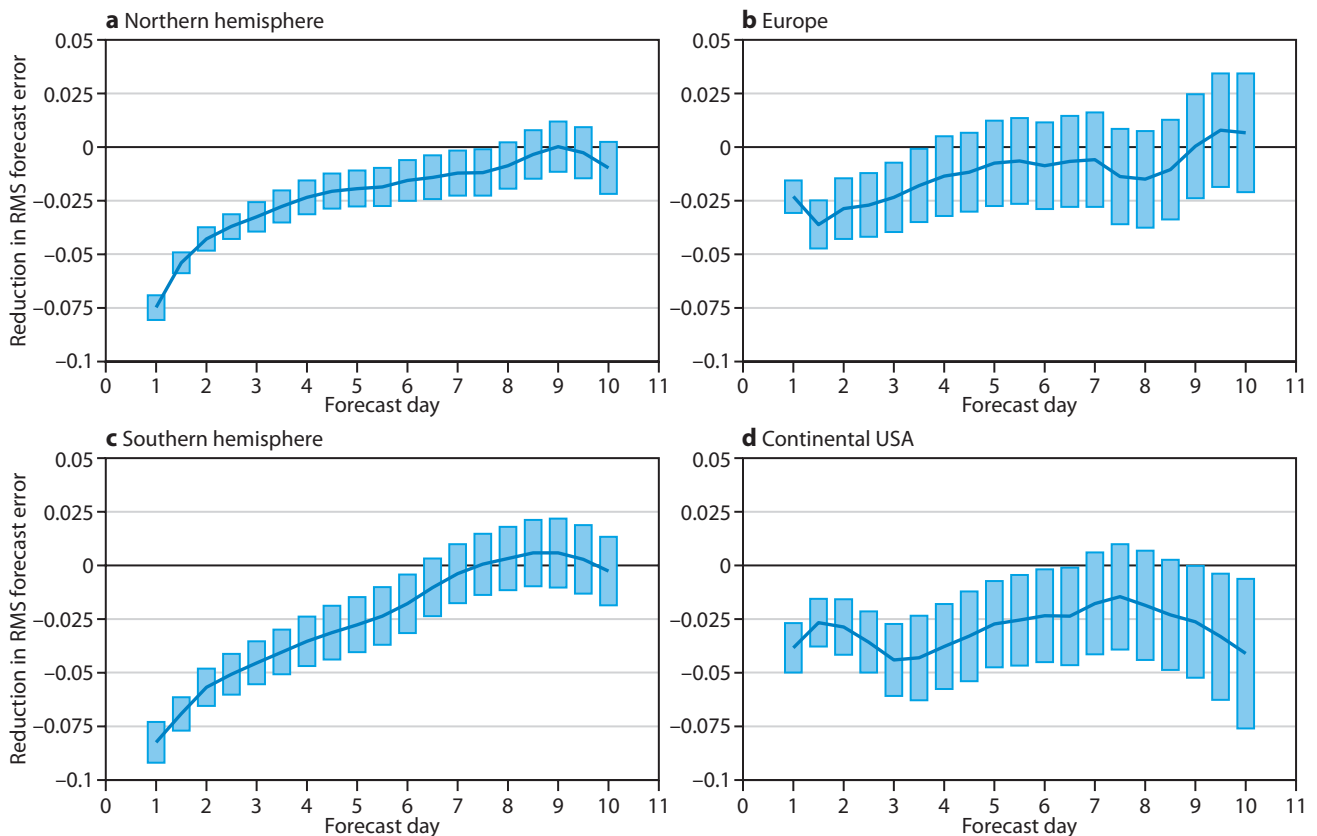 a Northern hemisphere
0.05
0.025
0
−0.025
−0.05
−0.075
−0.1
Reduction in RMS forecast error
0 1 2 3 4 5 6 7 8 9 10 11
Forecast day
b Europe
0.05
0.025
0
−0.025
−0.05
−0.075
−0.1
0 1 2 3 4 5 6 7 8 9 10 11
Forecast day
c Southern hemisphere
0.05
0.025
0
−0.025
−0.05
−0.075
−0.1
Reduction in RMS forecast error
0 1 2 3 4 5 6 7 8 9 10 11
Forecast day
d Continental USA
0.05
0.025
0
−0.025
−0.05
−0.075
−0.1
0 1 2 3 4 5 6 7 8 9 10 11
Forecast day